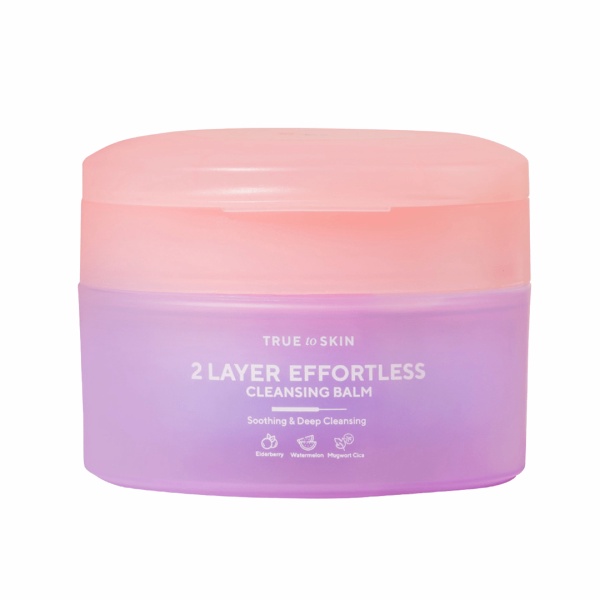 TRUE to SKIN
2 LAYER EFFORTLESS
CLEANSING BALM
Soothing & Deep Cleansing
Elderberry Watermelon Mugwort Cica